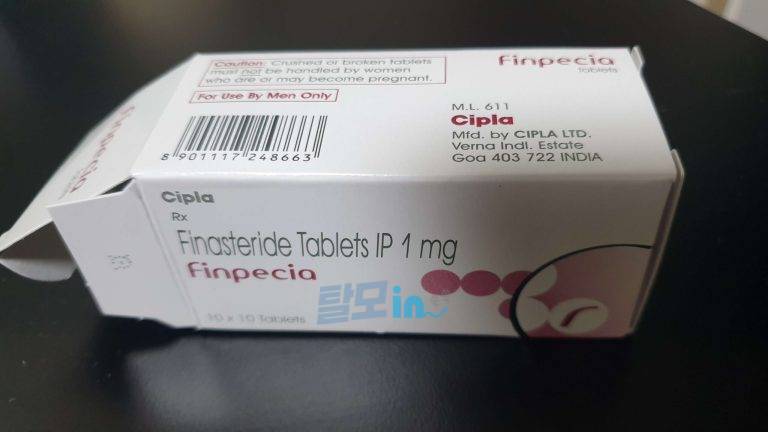 Caution: Crushed or broken tablets
must not be handled by women
who are or may become pregnant.
For Use By Men Only
8 901117 248663
Finpecia
tablets
M.L. 611
Cipla
Mfd. by CIPLA LTD.
Verna Indl. Estate
Goa 403 722 INDIA
Finpecia
Cipla
Rx
Finasteride Tablets IP 1 mg
Finpecia
탈모in
10 x 10 Tablets